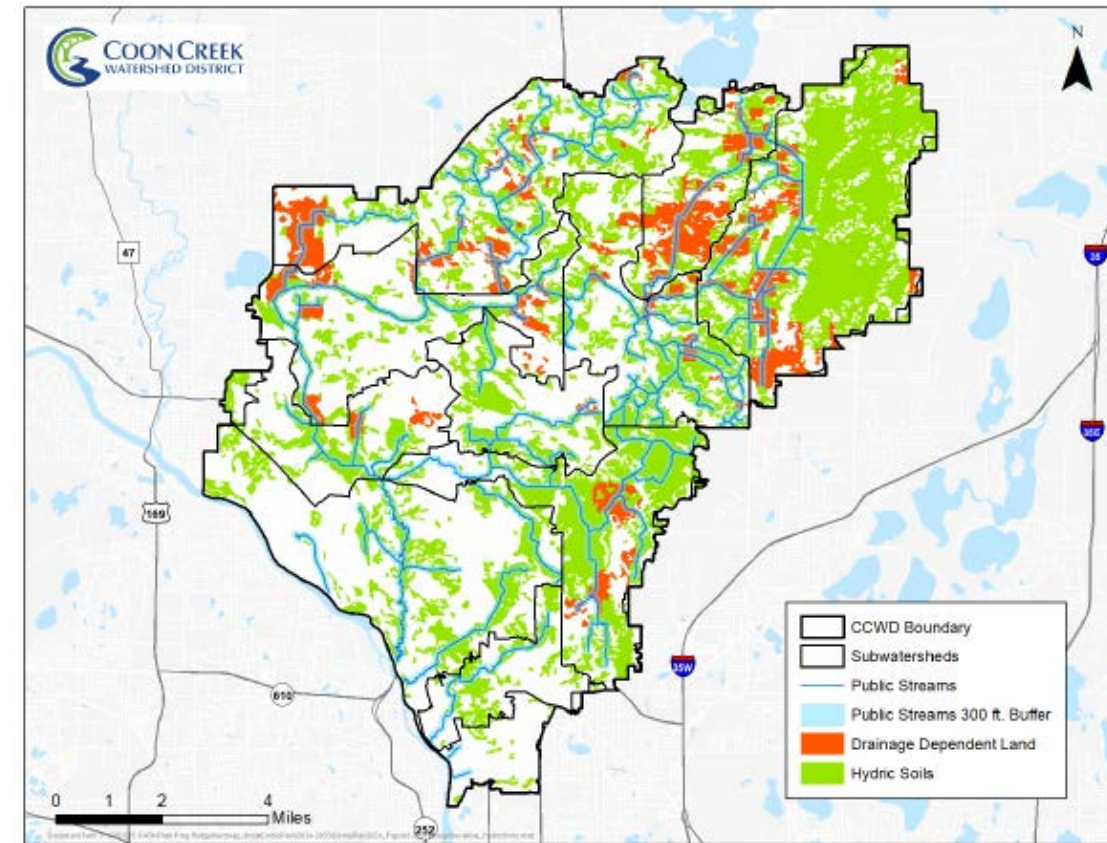 COON CREEK
WATERSHED DISTRICT
N
47
35
35E
169
35W
610
252
CCWD Boundary
Subwatersheds
Public Streams
Public Streams 300 ft. Buffer
Drainage Dependent Land
Hydric Soils
0 1 2 4
Miles